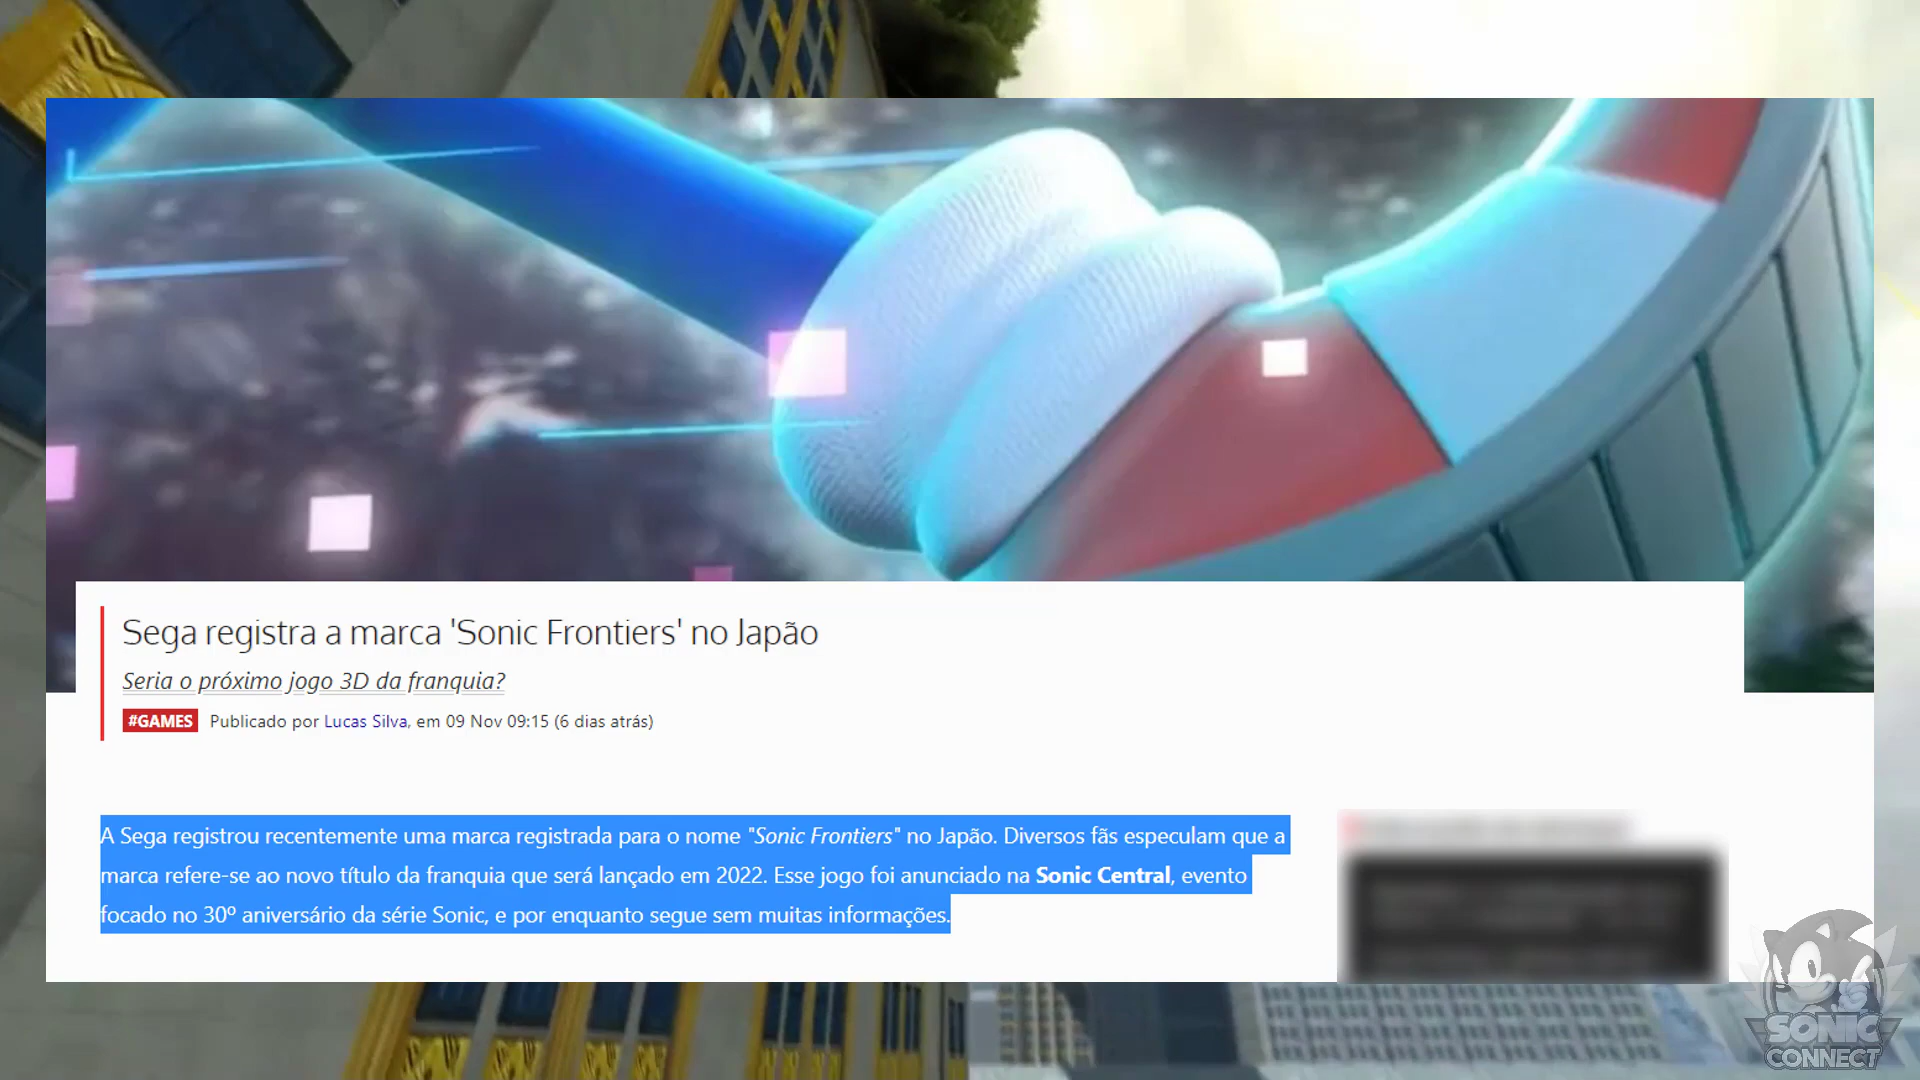 Sega registra a marca 'Sonic Frontiers' no Japão
Seria o próximo jogo 3D da franquia?
#GAMES Publicado por Lucas Silva, em 09 Nov 09:15 (6 dias atrás)
A Sega registrou recentemente uma marca registrada para o nome "Sonic Frontiers" no Japão. Diversos fãs especulam que a
marca refere-se ao novo título da franquia que será lançado em 2022. Esse jogo foi anunciado na Sonic Central, evento
focado no 30º aniversário da série Sonic, e por enquanto segue sem muitas informações.
SONIC
CONNECT